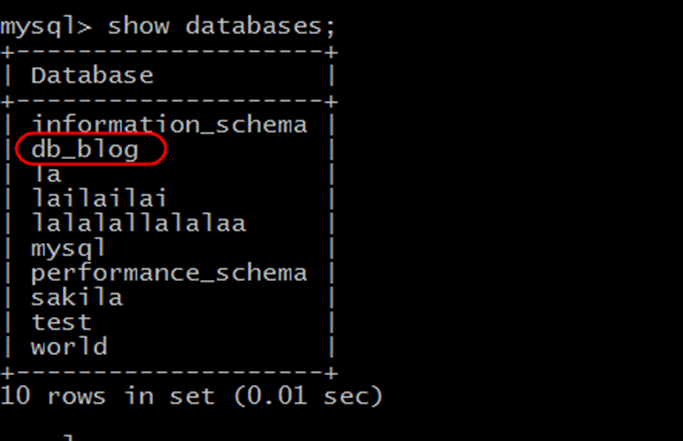 mysql> show databases;
+--------------------+
| Database           |
+--------------------+
| information_schema |
| db_blog            |
| la                 |
| lailailai          |
| lalalallalalaa     |
| mysql              |
| performance_schema |
| sakila             |
| test               |
| world              |
+--------------------+
10 rows in set (0.01 sec)